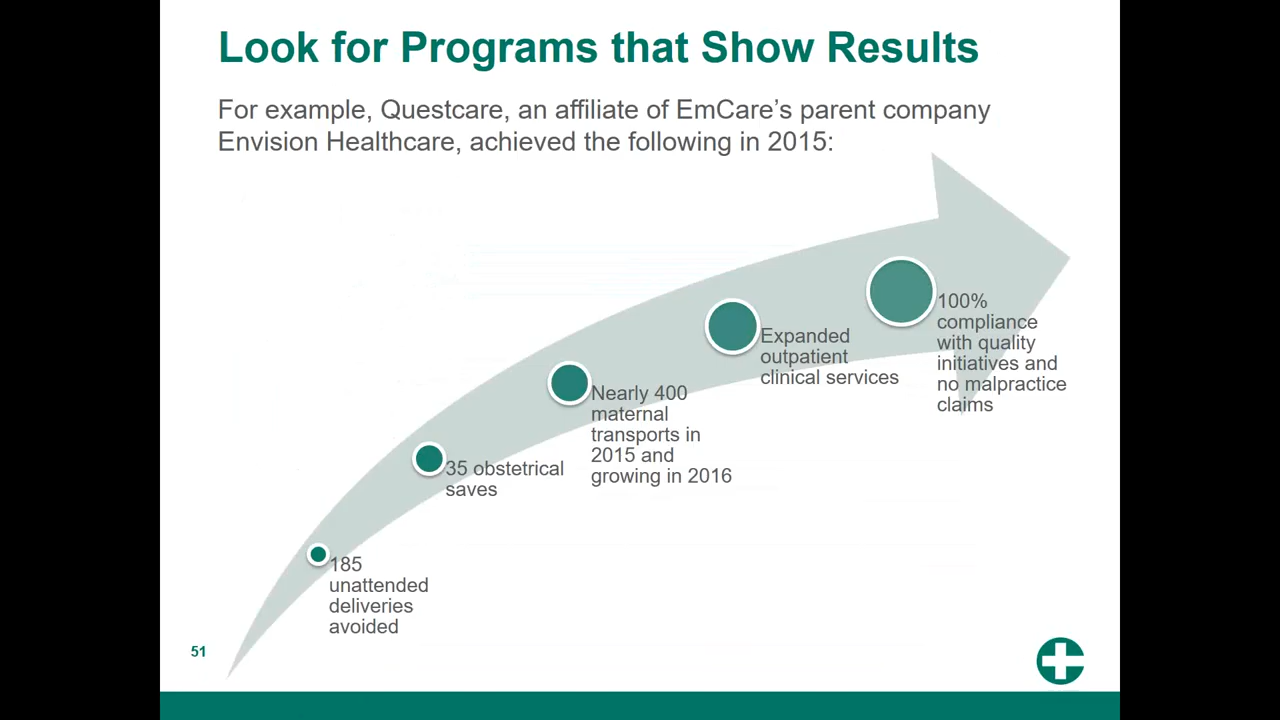 Look for Programs that Show Results
For example, Questcare, an affiliate of EmCare’s parent company
Envision Healthcare, achieved the following in 2015:
185
unattended
deliveries
avoided
35 obstetrical
saves
Nearly 400
maternal
transports in
2015 and
growing in 2016
Expanded
outpatient
clinical services
100%
compliance
with quality
initiatives and
no malpractice
claims
51